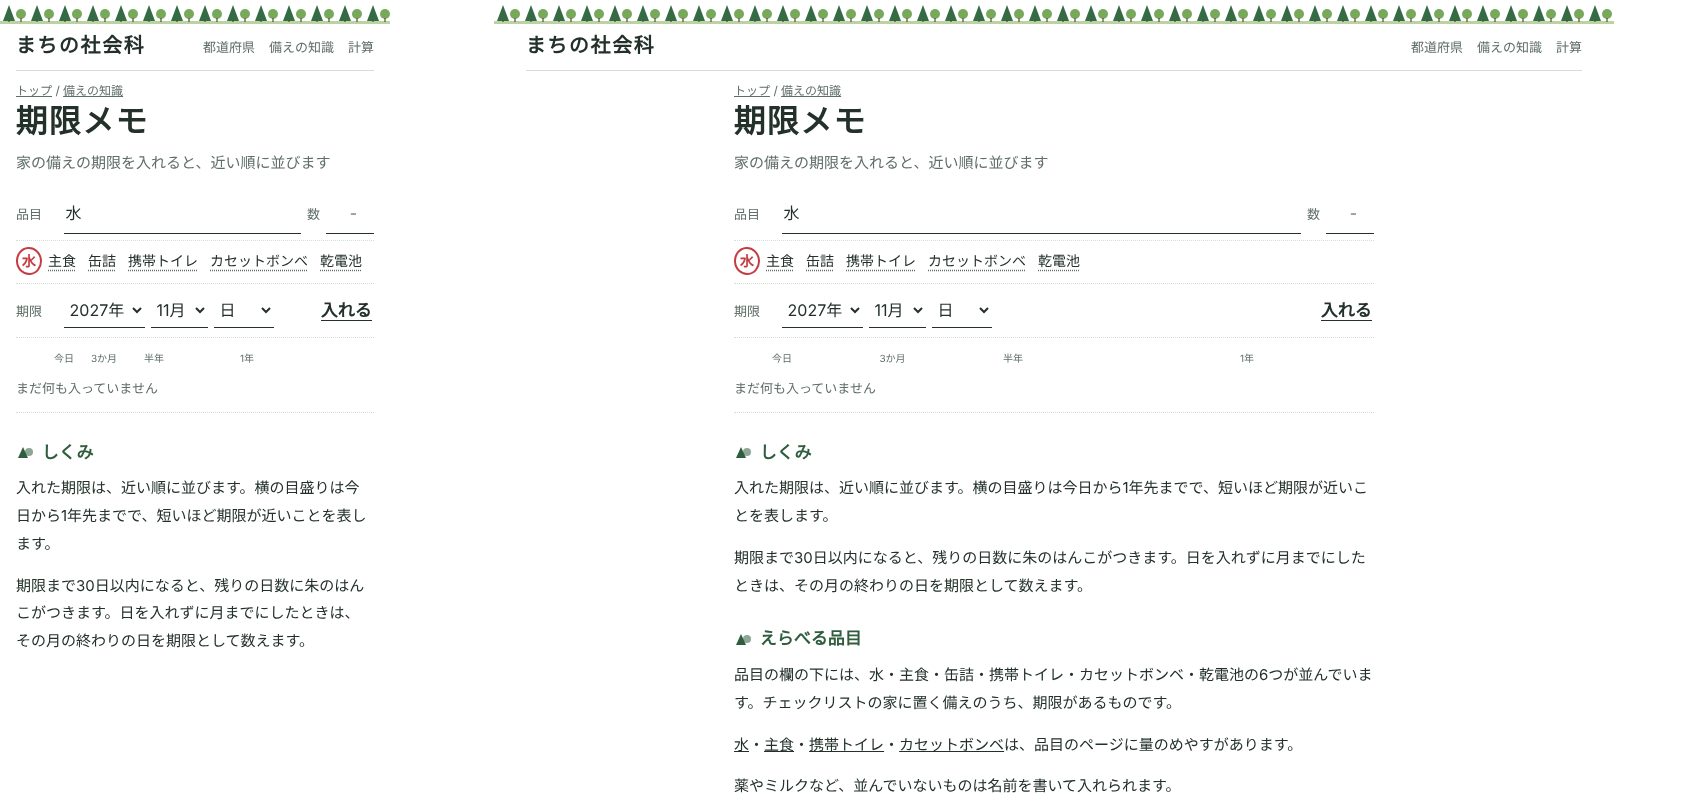 まちの社会科
都道府県 備えの知識 計算
トップ / 備えの知識
期限メモ
家の備えの期限を入れると、近い順に並びます
品目 水 数 -
水 主食 缶詰 携帯トイレ カセットボンベ 乾電池
期限 2027年 11月 日 入れる
今日 3か月 半年 1年
まだ何も入っていません
しくみ
入れた期限は、近い順に並びます。横の目盛りは今
日から1年先までで、短いほど期限が近いことを表し
ます。
期限まで30日以内になると、残りの日数に朱のはん
こがつきます。日を入れずに月までにしたときは、
その月の終わりの日を期限として数えます。
まちの社会科
都道府県 備えの知識 計算
トップ / 備えの知識
期限メモ
家の備えの期限を入れると、近い順に並びます
品目 水 数 -
水 主食 缶詰 携帯トイレ カセットボンベ 乾電池
期限 2027年 11月 日 入れる
今日 3か月 半年 1年
まだ何も入っていません
しくみ
入れた期限は、近い順に並びます。横の目盛りは今日から1年先までで、短いほど期限が近いこ
とを表します。
期限まで30日以内になると、残りの日数に朱のはんこがつきます。日を入れずに月までにした
ときは、その月の終わりの日を期限として数えます。
えらべる品目
品目の欄の下には、水・主食・缶詰・携帯トイレ・カセットボンベ・乾電池の6つが並んでいま
す。チェックリストの家に置く備えのうち、期限があるものです。
水・主食・携帯トイレ・カセットボンベは、品目のページに量のめやすがあります。
薬やミルクなど、並んでいないものは名前を書いて入れられます。